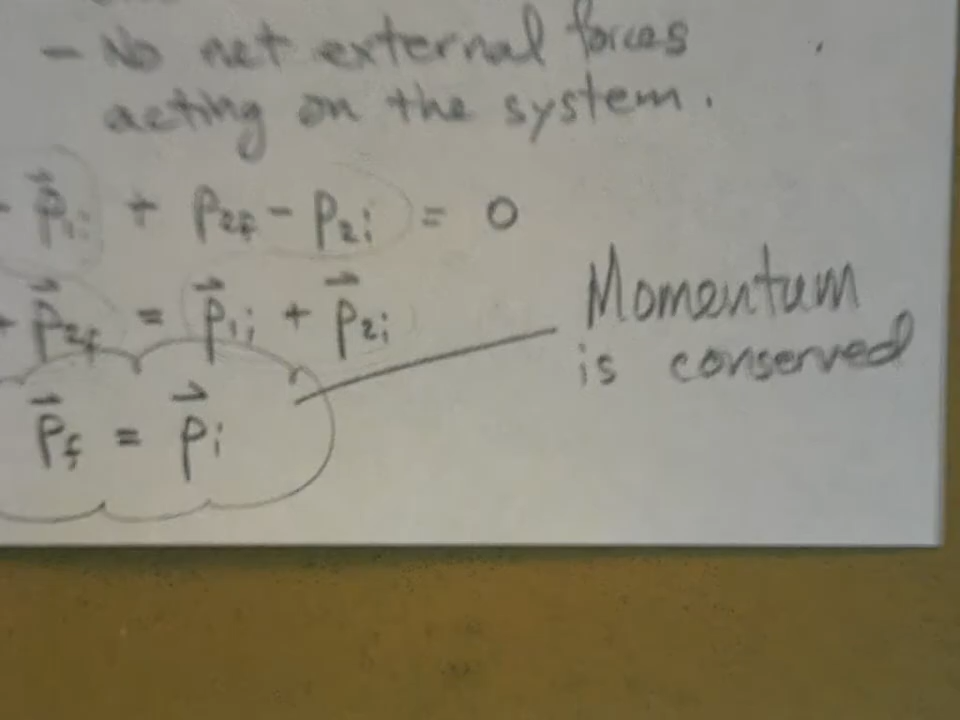 - No net external forces
acting on the system.
- p⃗1i + p2f - p2i = 0
+ p⃗2f = p⃗1i + p⃗2i
Momentum
is conserved
p⃗f = p⃗i